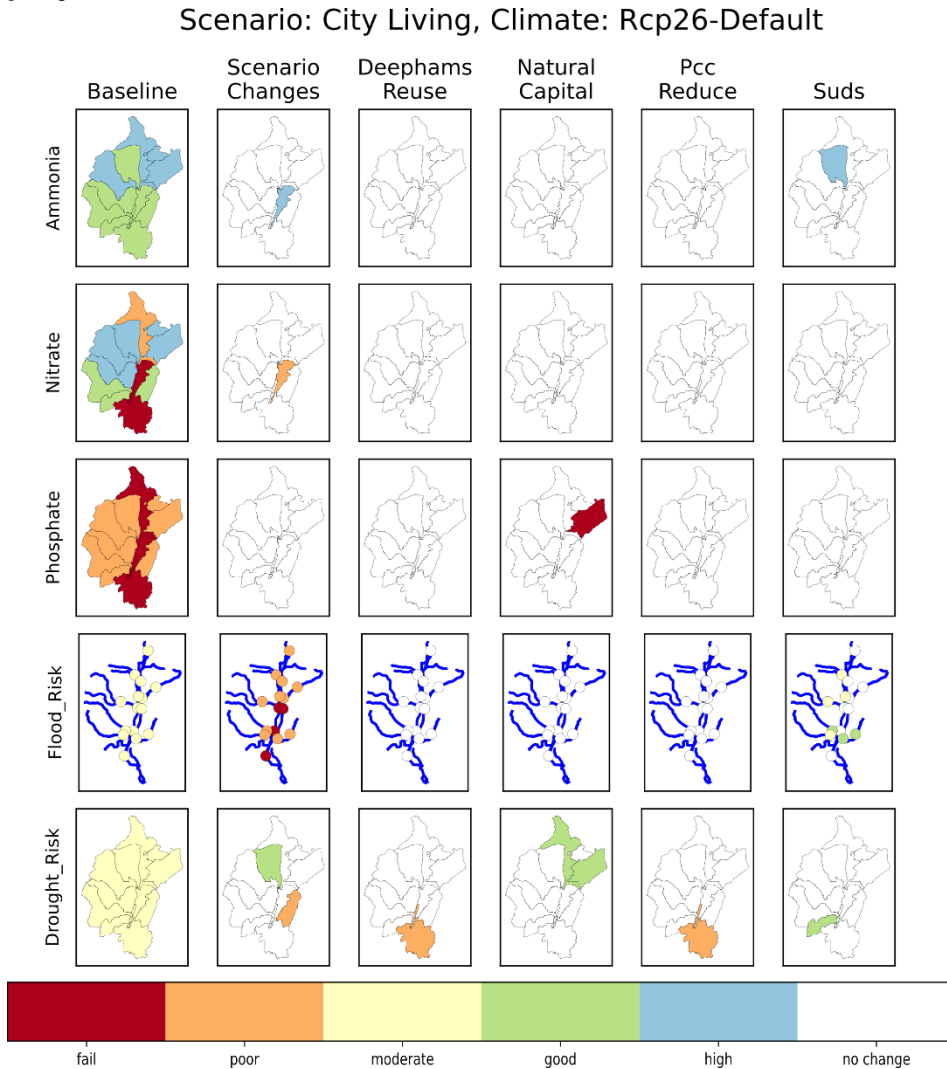 Scenario: City Living, Climate: Rcp26-Default
Baseline
Scenario
Changes
Deephams
Reuse
Natural
Capital
Pcc
Reduce
Suds
Ammonia
Nitrate
Phosphate
Flood_Risk
Drought_Risk
fail
poor
moderate
good
high
no change